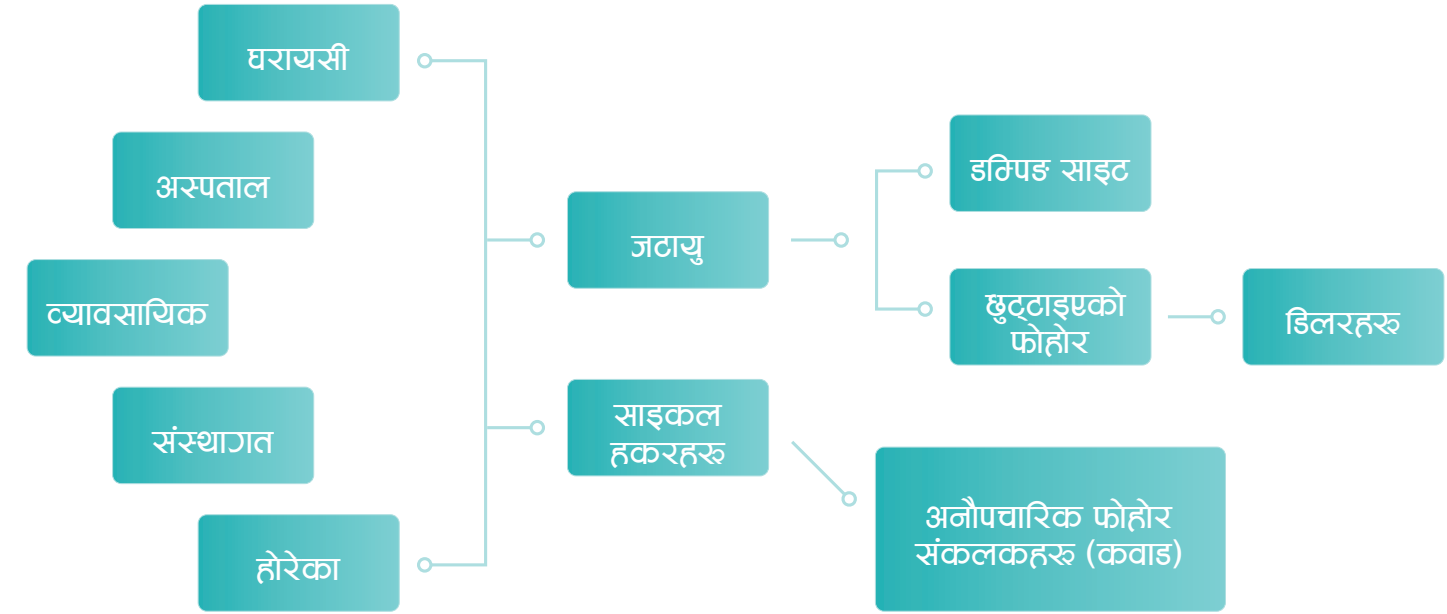 घरायसी
अस्पताल
व्यावसायिक
संस्थागत
होरेका
जटायु
साइकल
हकरहरू
डम्पिङ साइट
छुट्टाइएको
फोहोर
डिलरहरू
अनौपचारिक फोहोर
संकलकहरू (कवाड)